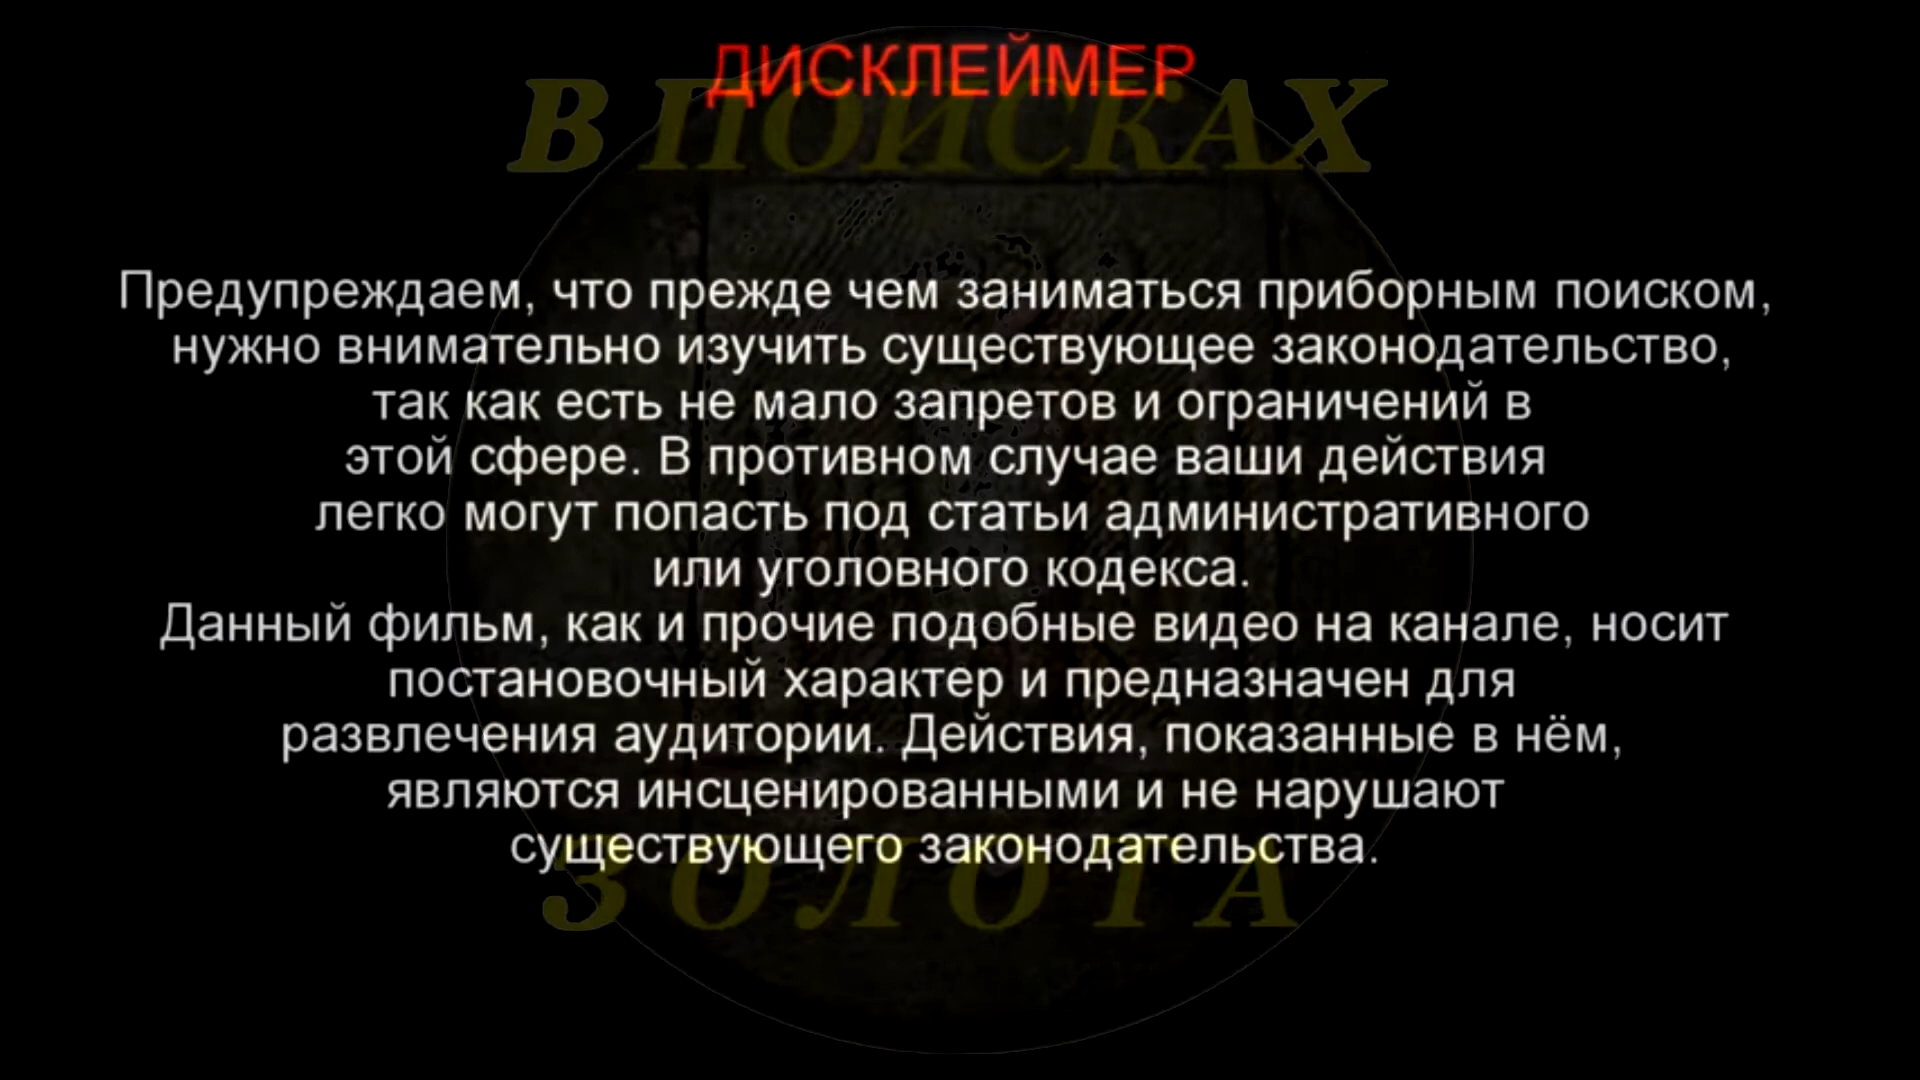 ДИСКЛЕЙМЕР
В ПОИСКАХ
Предупреждаем, что прежде чем заниматься приборным поиском,
нужно внимательно изучить существующее законодательство,
так как есть не мало запретов и ограничений в
этой сфере. В противном случае ваши действия
легко могут попасть под статьи административного
или уголовного кодекса.
Данный фильм, как и прочие подобные видео на канале, носит
постановочный характер и предназначен для
развлечения аудитории. Действия, показанные в нём,
являются инсценированными и не нарушают
существующего законодательства.
ЗОЛОТА